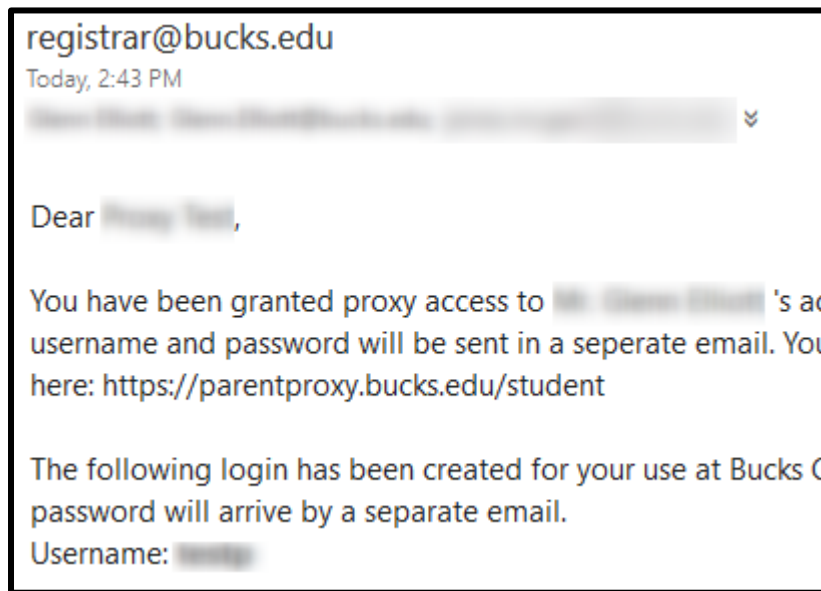 registrar@bucks.edu
Today, 2:43 PM
Dear ,
You have been granted proxy access to 's ac
username and password will be sent in a seperate email. You
here: https://parentproxy.bucks.edu/student
The following login has been created for your use at Bucks C
password will arrive by a separate email.
Username: